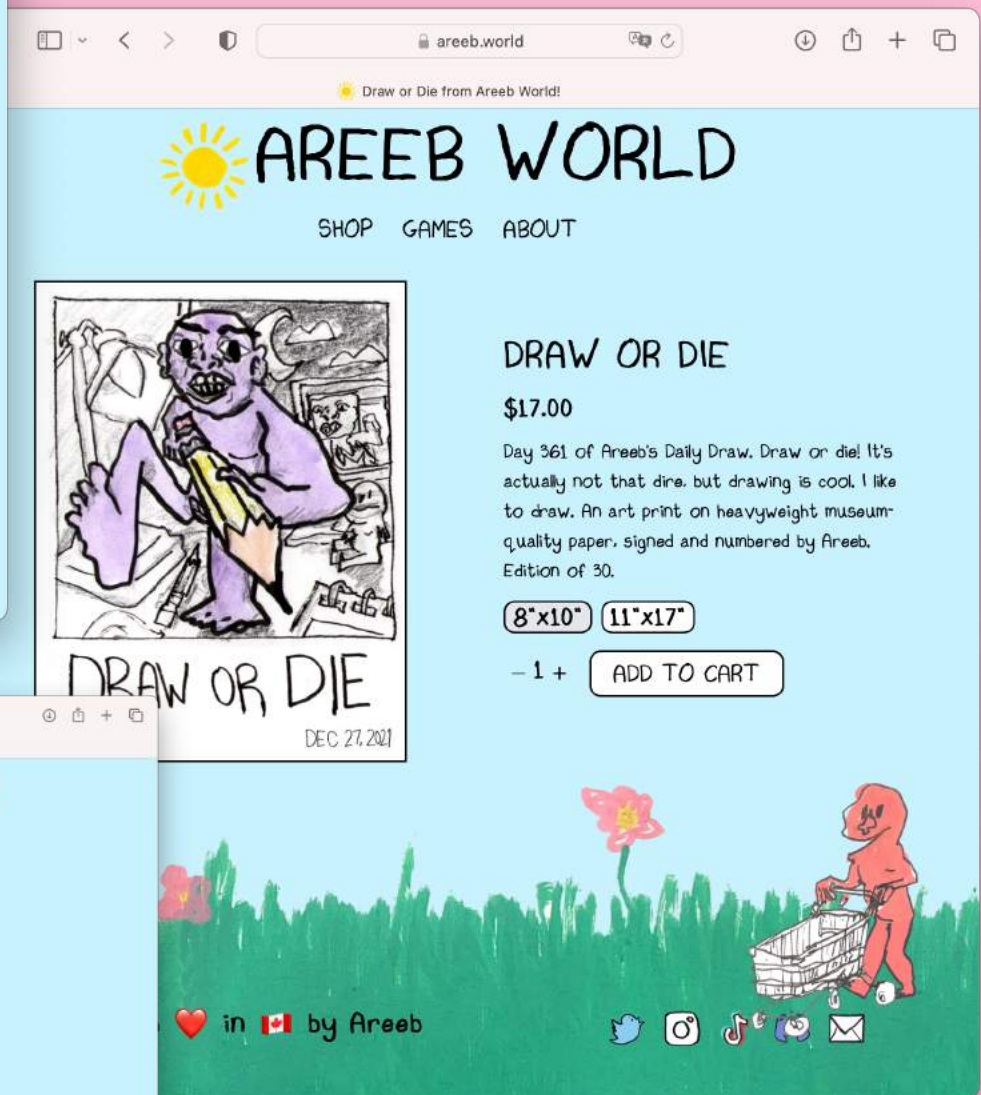 areeb.world
Draw or Die from Areeb World!
AREEB WORLD
SHOP GAMES ABOUT
DRAW OR DIE
DEC 27, 2021
DRAW OR DIE
$17.00
Day 361 of Areeb's Daily Draw. Draw or die! It's
actually not that dire, but drawing is cool. I like
to draw. An art print on heavyweight museum-
quality paper, signed and numbered by Areeb.
Edition of 30.
8"x10" 11"x17"
– 1 + ADD TO CART
❤️ in 🇨🇦 by Areeb